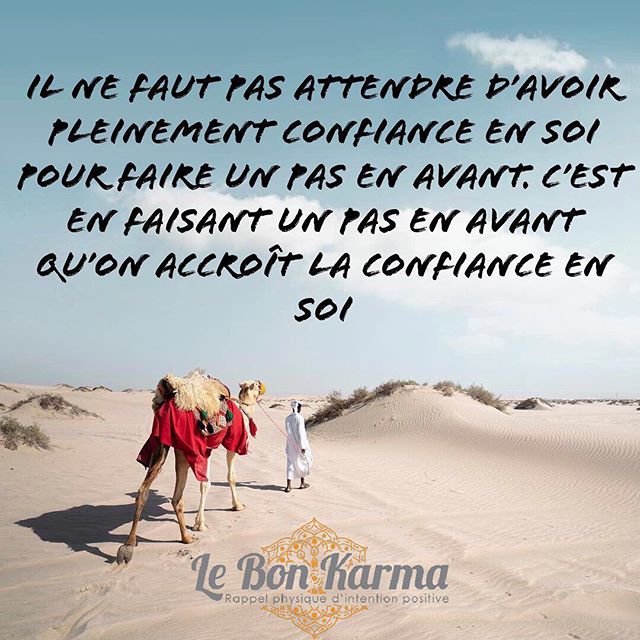 IL NE FAUT PAS ATTENDRE D'AVOIR
PLEINEMENT CONFIANCE EN SOI
POUR FAIRE UN PAS EN AVANT. C'EST
EN FAISANT UN PAS EN AVANT
QU'ON ACCROÎT LA CONFIANCE EN
SOI
Le Bon Karma
Rappel physique d'intention positive